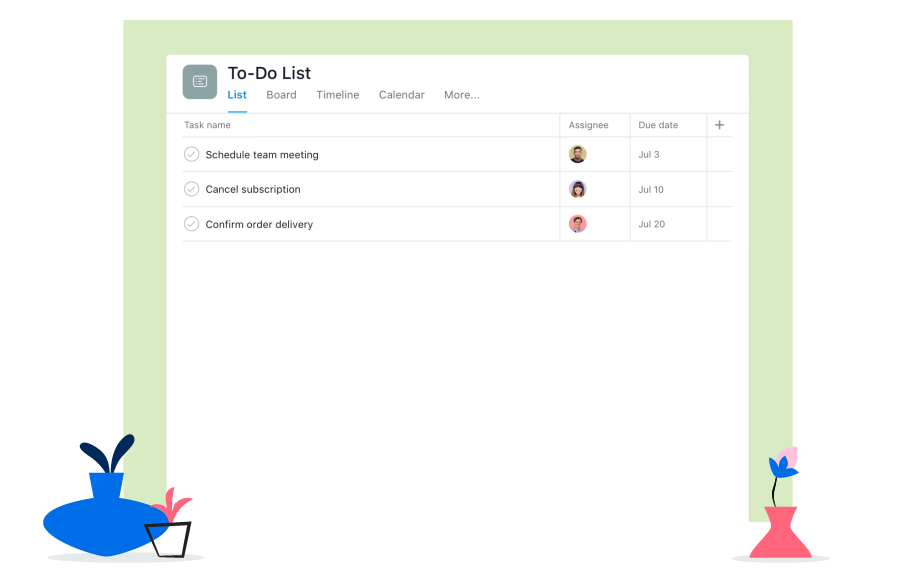 To-Do List
List Board Timeline Calendar More...
Task name Assignee Due date +
Schedule team meeting Jul 3
Cancel subscription Jul 10
Confirm order delivery Jul 20